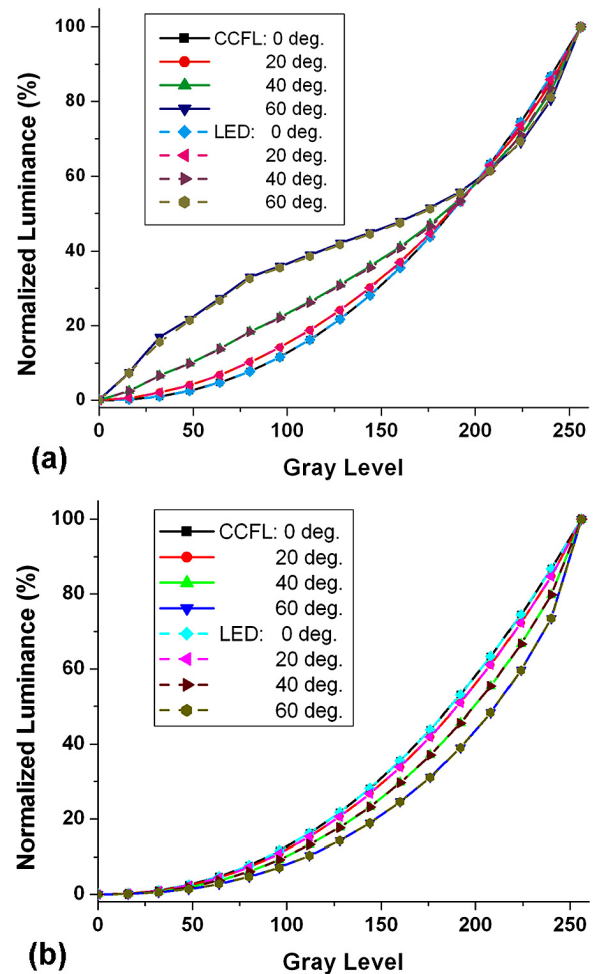 100
80
60
40
20
0
Normalized Luminance (%)
CCFL: 0 deg.
20 deg.
40 deg.
60 deg.
LED: 0 deg.
20 deg.
40 deg.
60 deg.
0 50 100 150 200 250
Gray Level
(a)
100
80
60
40
20
0
Normalized Luminance (%)
CCFL: 0 deg.
20 deg.
40 deg.
60 deg.
LED: 0 deg.
20 deg.
40 deg.
60 deg.
0 50 100 150 200 250
Gray Level
(b)